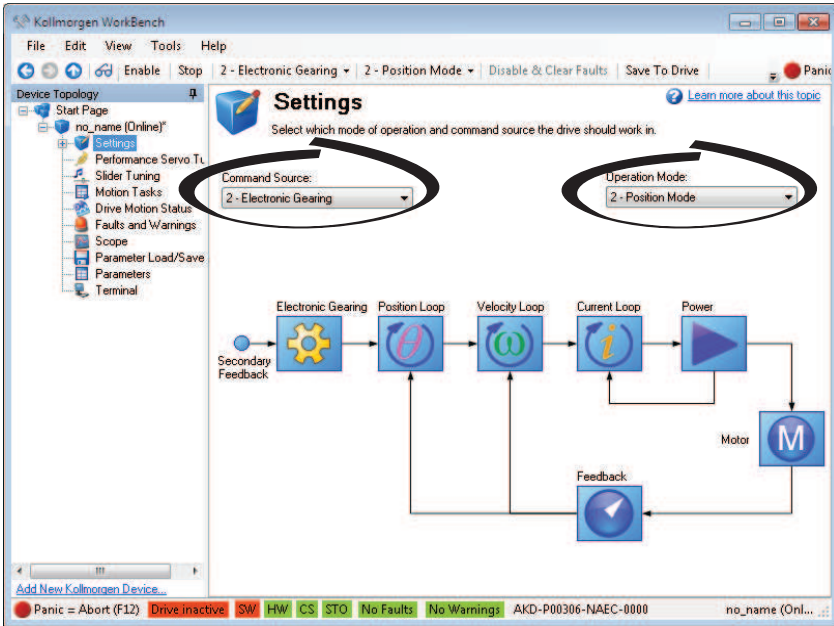 Kollmorgen WorkBench
File Edit View Tools Help
Enable Stop 2 - Electronic Gearing 2 - Position Mode Disable & Clear Faults Save To Drive Panic
Device Topology
Start Page
no_name (Online)*
Settings
Performance Servo Tu
Slider Tuning
Motion Tasks
Drive Motion Status
Faults and Warnings
Scope
Parameter Load/Save
Parameters
Terminal
Add New Kollmorgen Device...
Settings
Learn more about this topic
Select which mode of operation and command source the drive should work in.
Command Source:
2 - Electronic Gearing
Operation Mode:
2 - Position Mode
Electronic Gearing Position Loop Velocity Loop Current Loop Power
θ ω i
Secondary
Feedback
Motor M
Feedback
Panic = Abort (F12) Drive inactive SW HW CS STO No Faults No Warnings AKD-P00306-NAEC-0000 no_name (Onl...